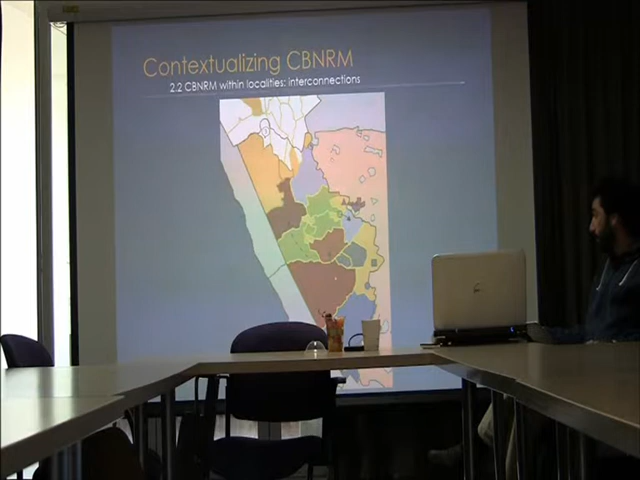 Contextualizing CBNRM
2.2 CBNRM within localities: interconnections